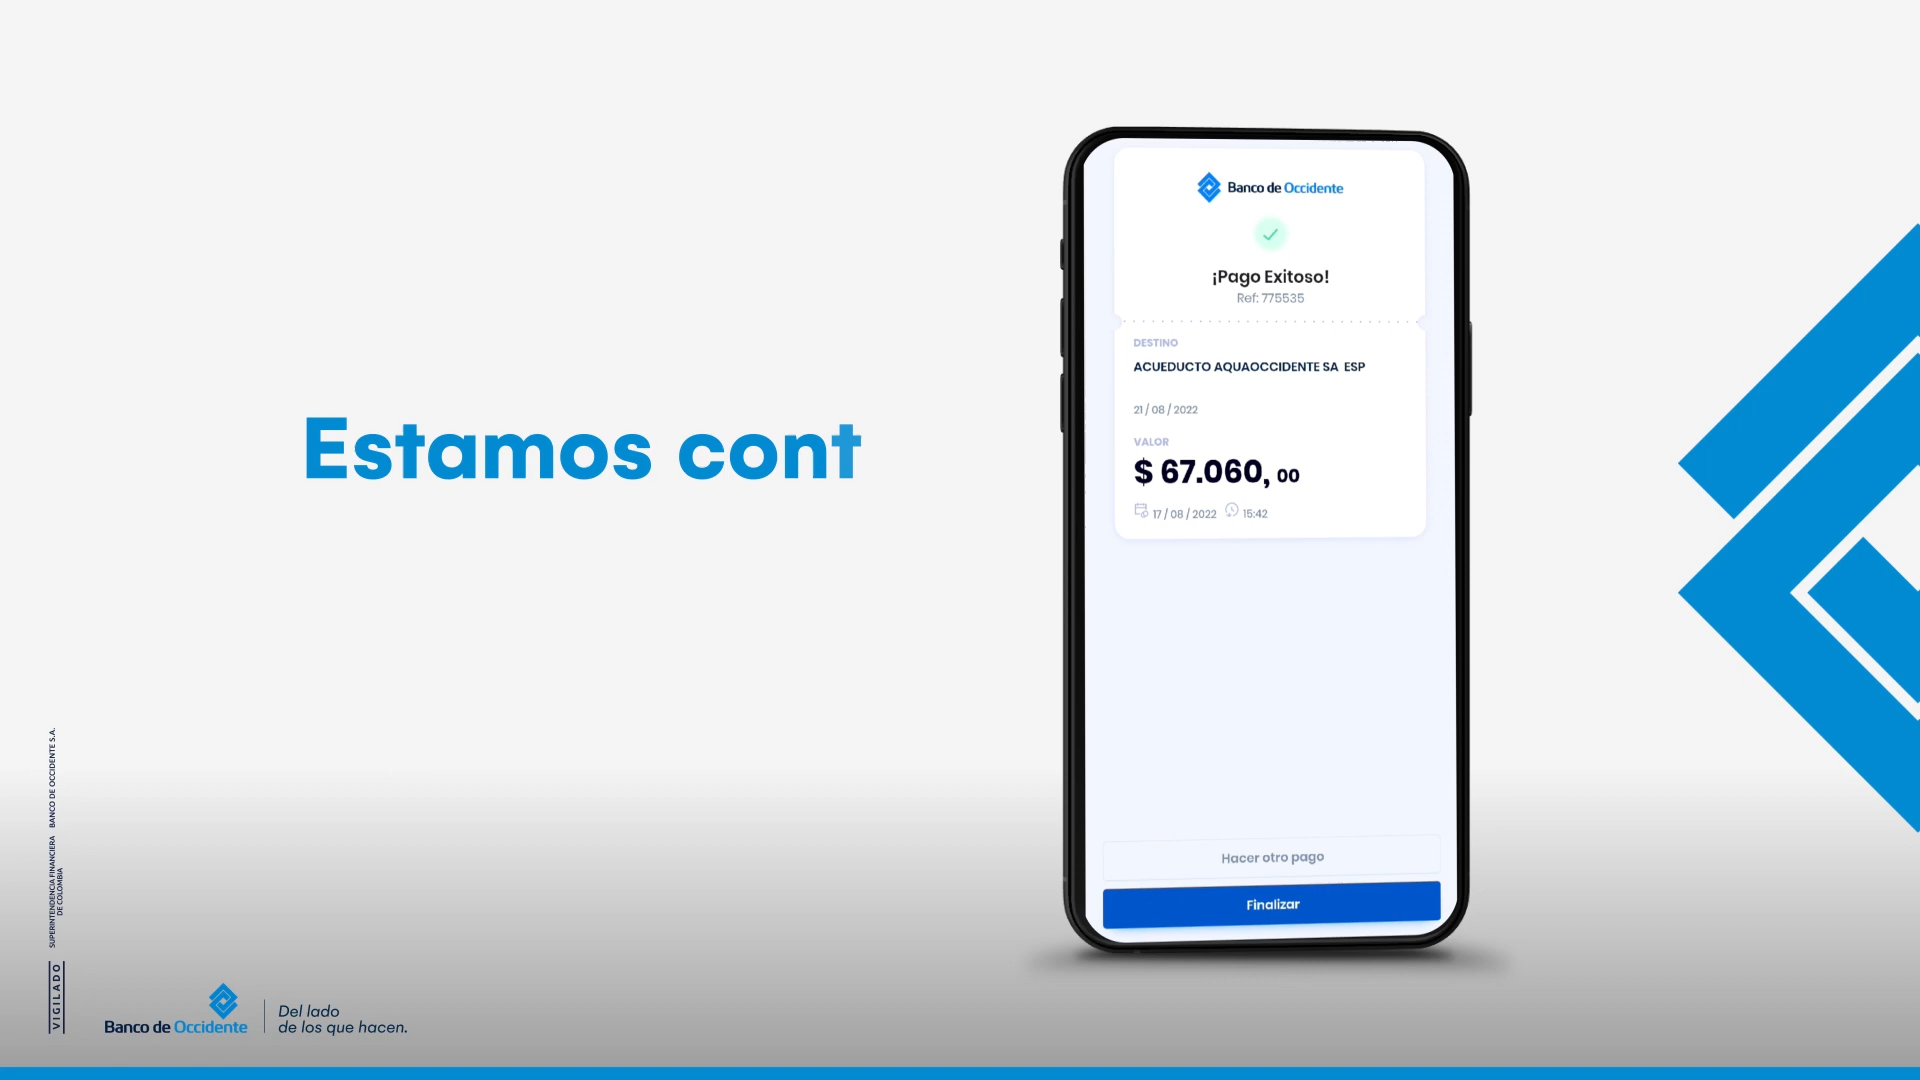 Estamos cont
Banco de Occidente
¡Pago Exitoso!
Ref: 775535
DESTINO
ACUEDUCTO AQUAOCCIDENTE SA ESP
21 / 08 / 2022
VALOR
$ 67.060, 00
17 / 08 / 2022 15:42
Hacer otro pago
Finalizar
VIGILADO
SUPERINTENDENCIA FINANCIERA
DE COLOMBIA
BANCO DE OCCIDENTE S.A.
Banco de Occidente
Del lado
de los que hacen.